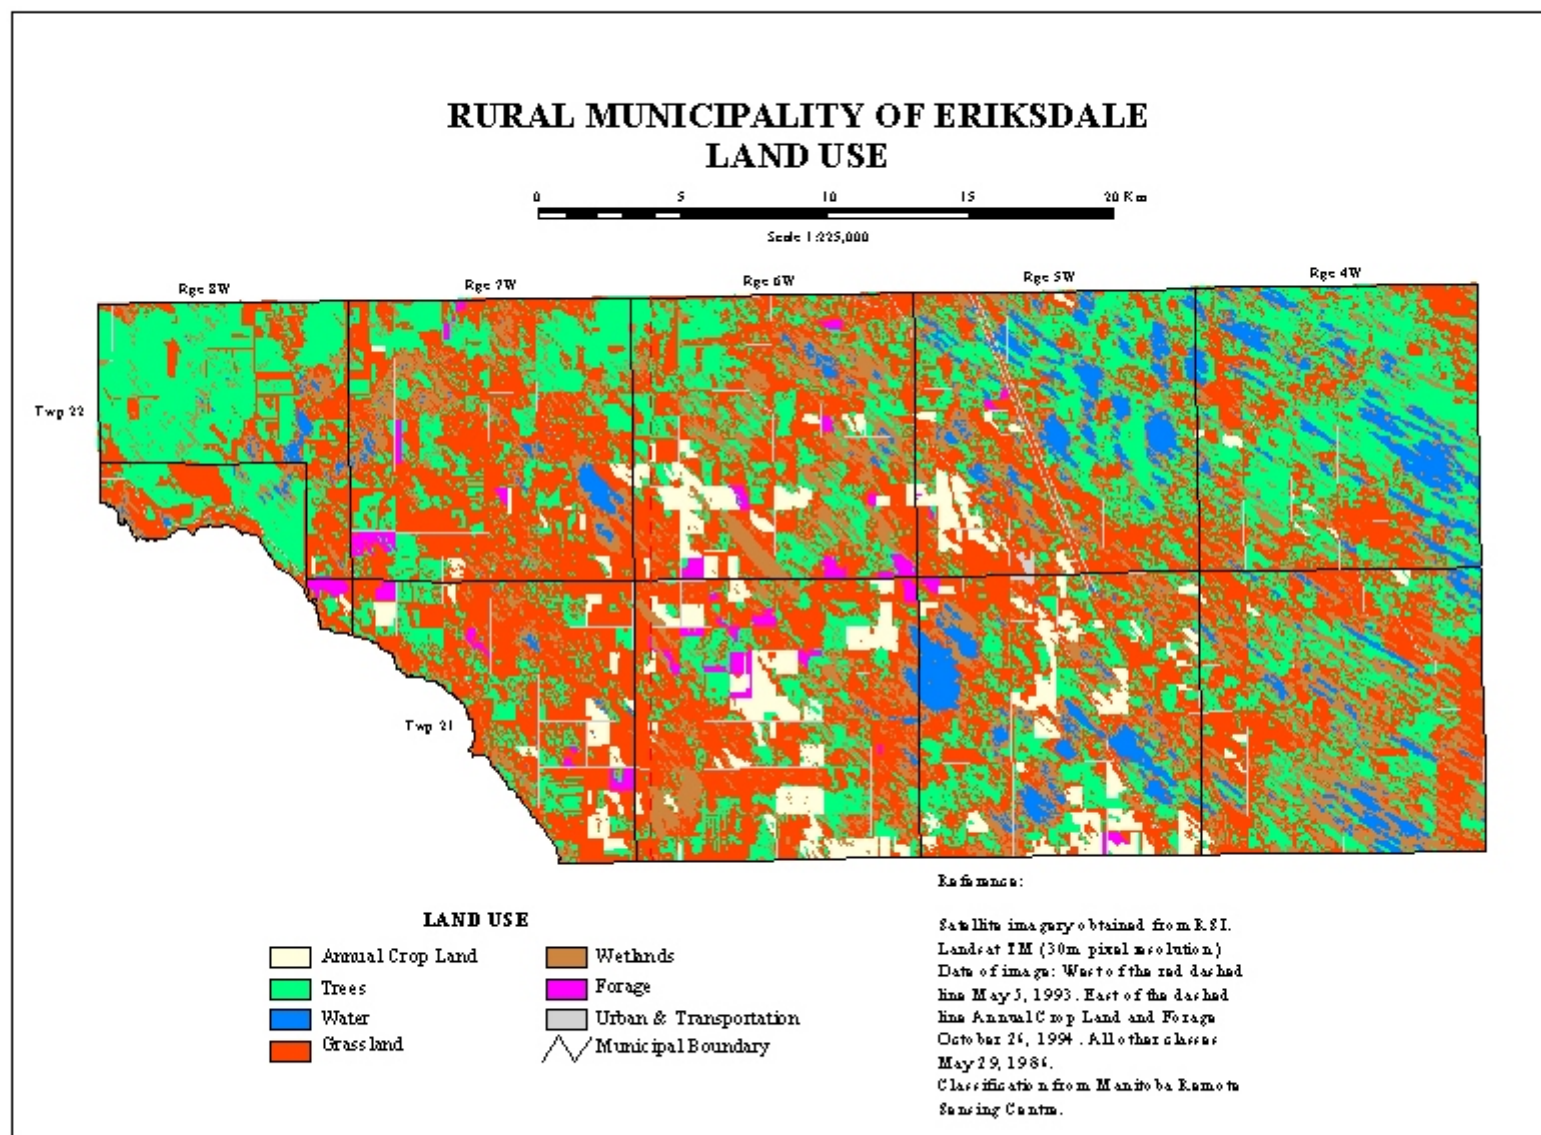 RURAL MUNICIPALITY OF ERIKSDALE
LAND USE
0 5 10 15 20 Km
Scale 1:225,000
Rge 8W Rge 7W Rge 6W Rge 5W Rge 4W
Twp 22
Twp 21
LAND USE
Annual Crop Land
Trees
Water
Grassland
Wetlands
Forage
Urban & Transportation
Municipal Boundary
Reference:
Satellite imagery obtained from RSI.
Landsat TM (30m pixel resolution)
Date of image: West of the red dashed
line May 5, 1993. East of the dashed
line Annual Crop Land and Forage
October 26, 1994. All other classes
May 29, 1986.
Classification from Manitoba Remote
Sensing Centre.